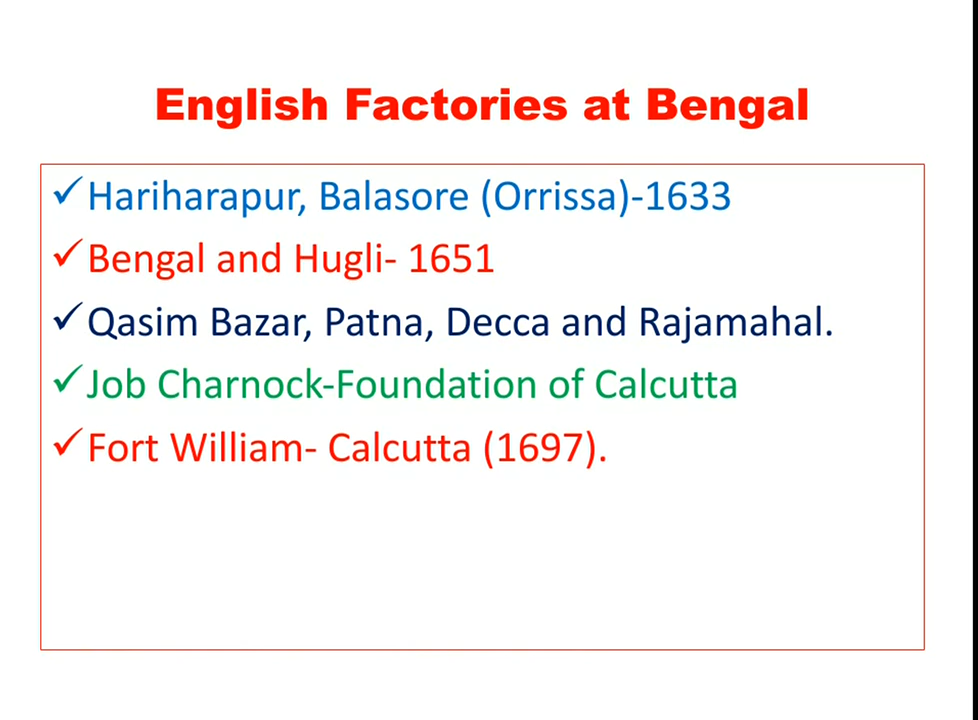 English Factories at Bengal
✓Hariharapur, Balasore (Orrissa)-1633
✓Bengal and Hugli- 1651
✓Qasim Bazar, Patna, Decca and Rajamahal.
✓Job Charnock-Foundation of Calcutta
✓Fort William- Calcutta (1697).